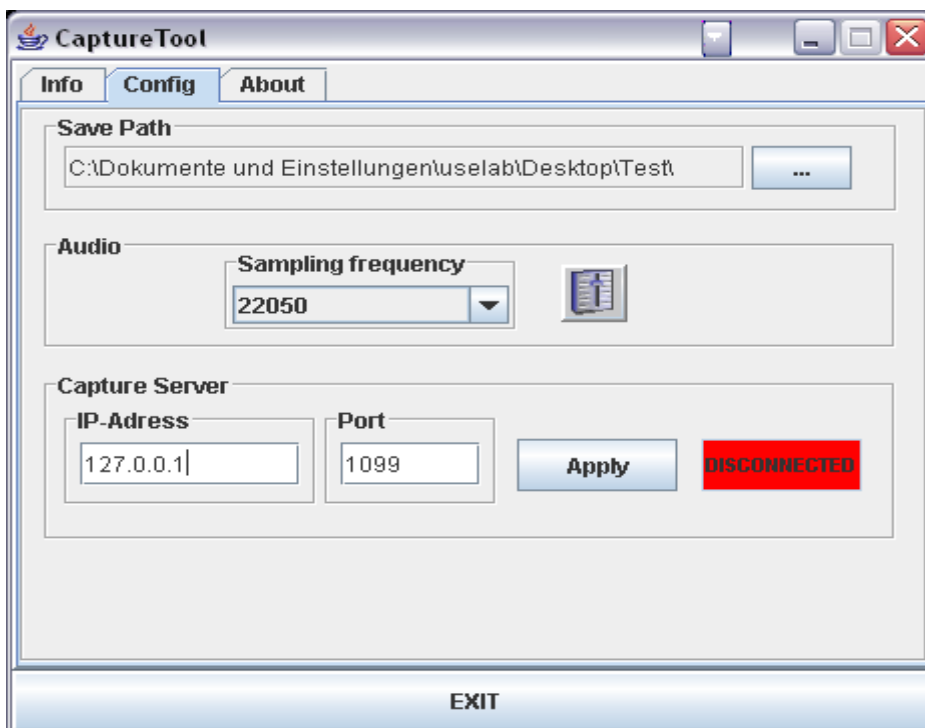 CaptureTool
Info Config About
Save Path
C:\Dokumente und Einstellungen\uselab\Desktop\Test\ ...
Audio
Sampling frequency
22050
Capture Server
IP-Adress Port
127.0.0.1 1099 Apply DISCONNECTED
EXIT